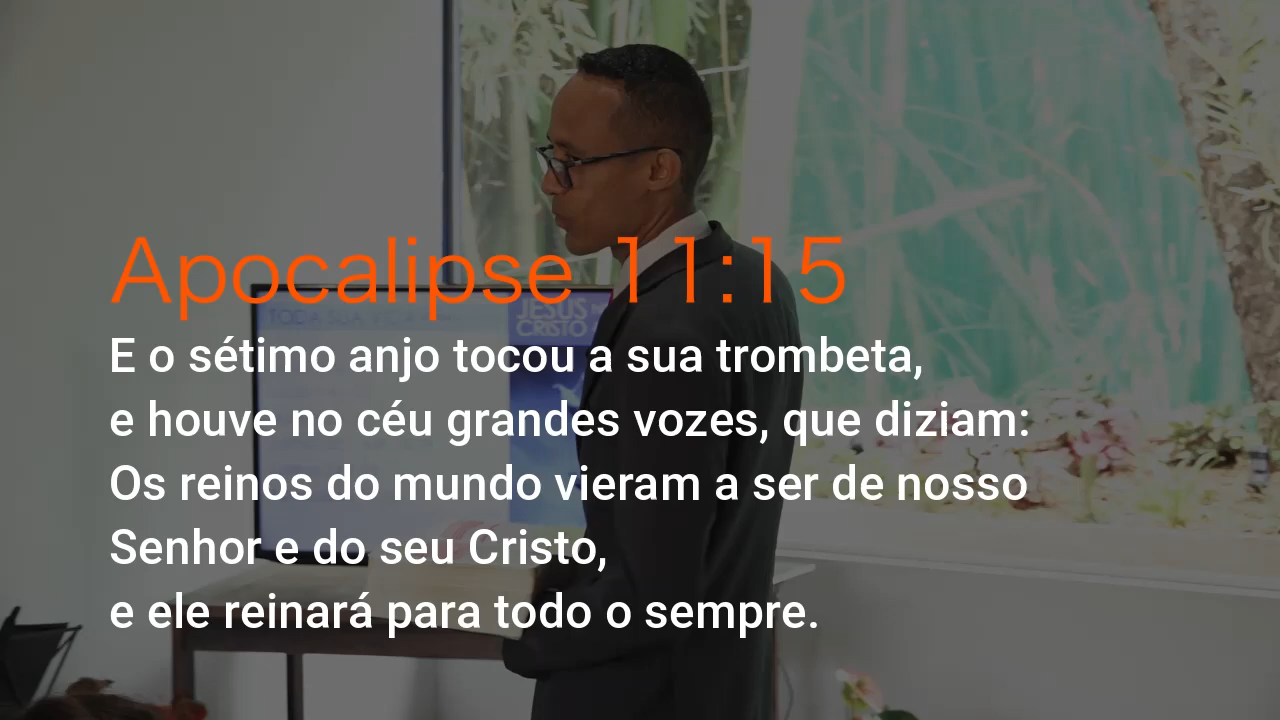 Apocalipse 11:15
JESUS
CRISTO
E o sétimo anjo tocou a sua trombeta,
e houve no céu grandes vozes, que diziam:
Os reinos do mundo vieram a ser de nosso
Senhor e do seu Cristo,
e ele reinará para todo o sempre.